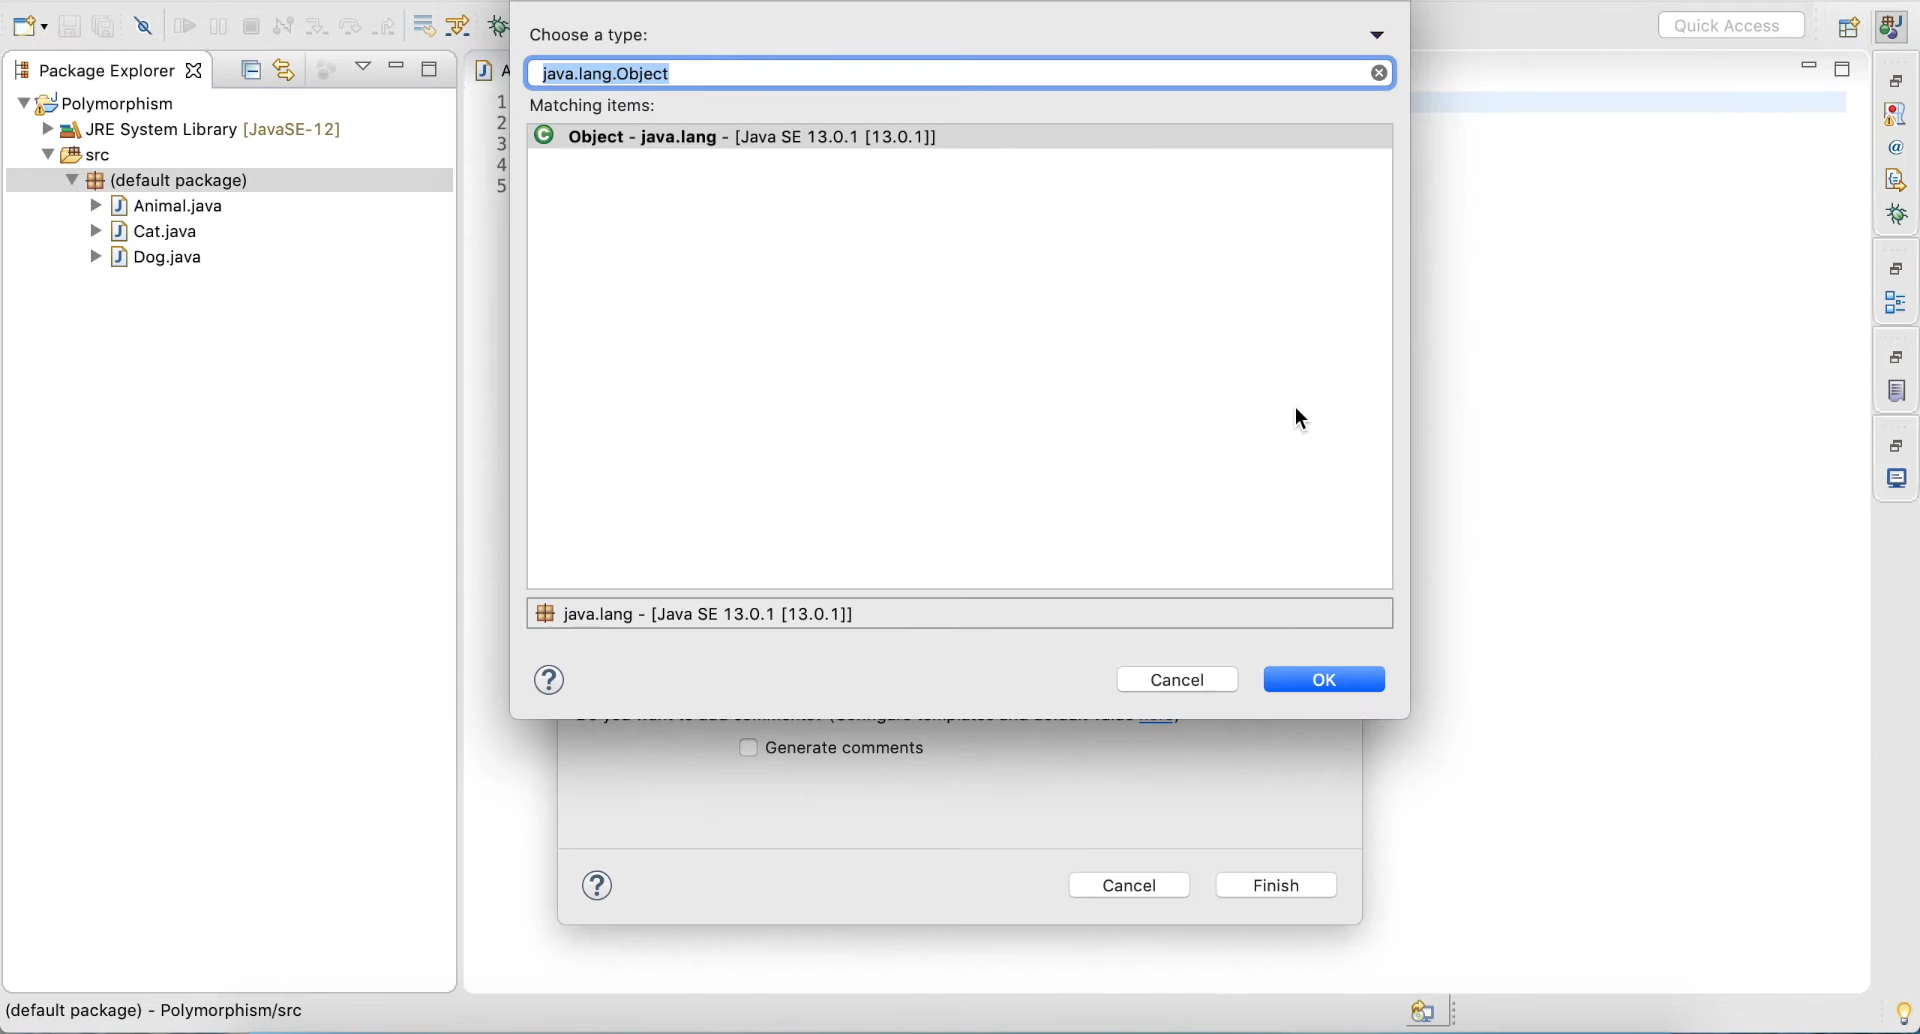 Quick Access
Package Explorer
Polymorphism
JRE System Library [JavaSE-12]
src
(default package)
Animal.java
Cat.java
Dog.java
A
1
2
3
4
5
Choose a type:
java.lang.Object
Matching items:
Object - java.lang - [Java SE 13.0.1 [13.0.1]]
java.lang - [Java SE 13.0.1 [13.0.1]]
Cancel
OK
Generate comments
Cancel
Finish
(default package) - Polymorphism/src